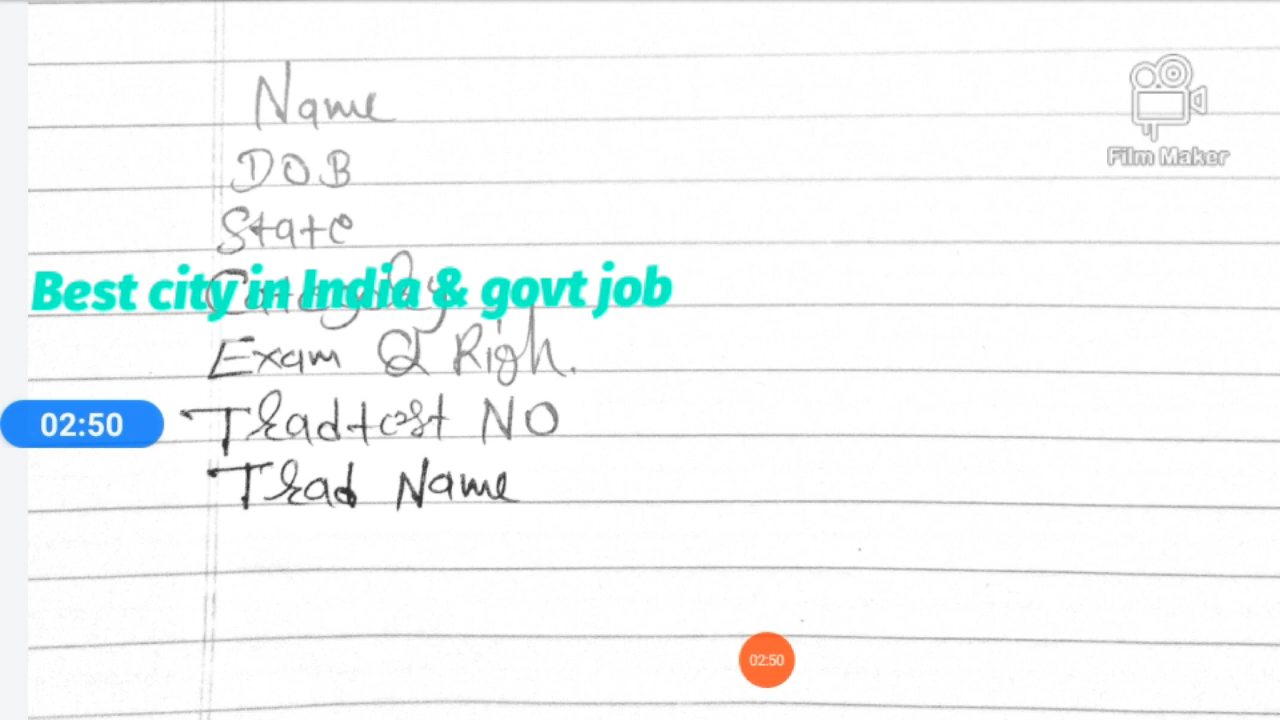 Name
Film Maker
DOB
State
Best city in India & govt job
Exam Q Righ.
02:50 Tradtest NO
Trad Name
02:50